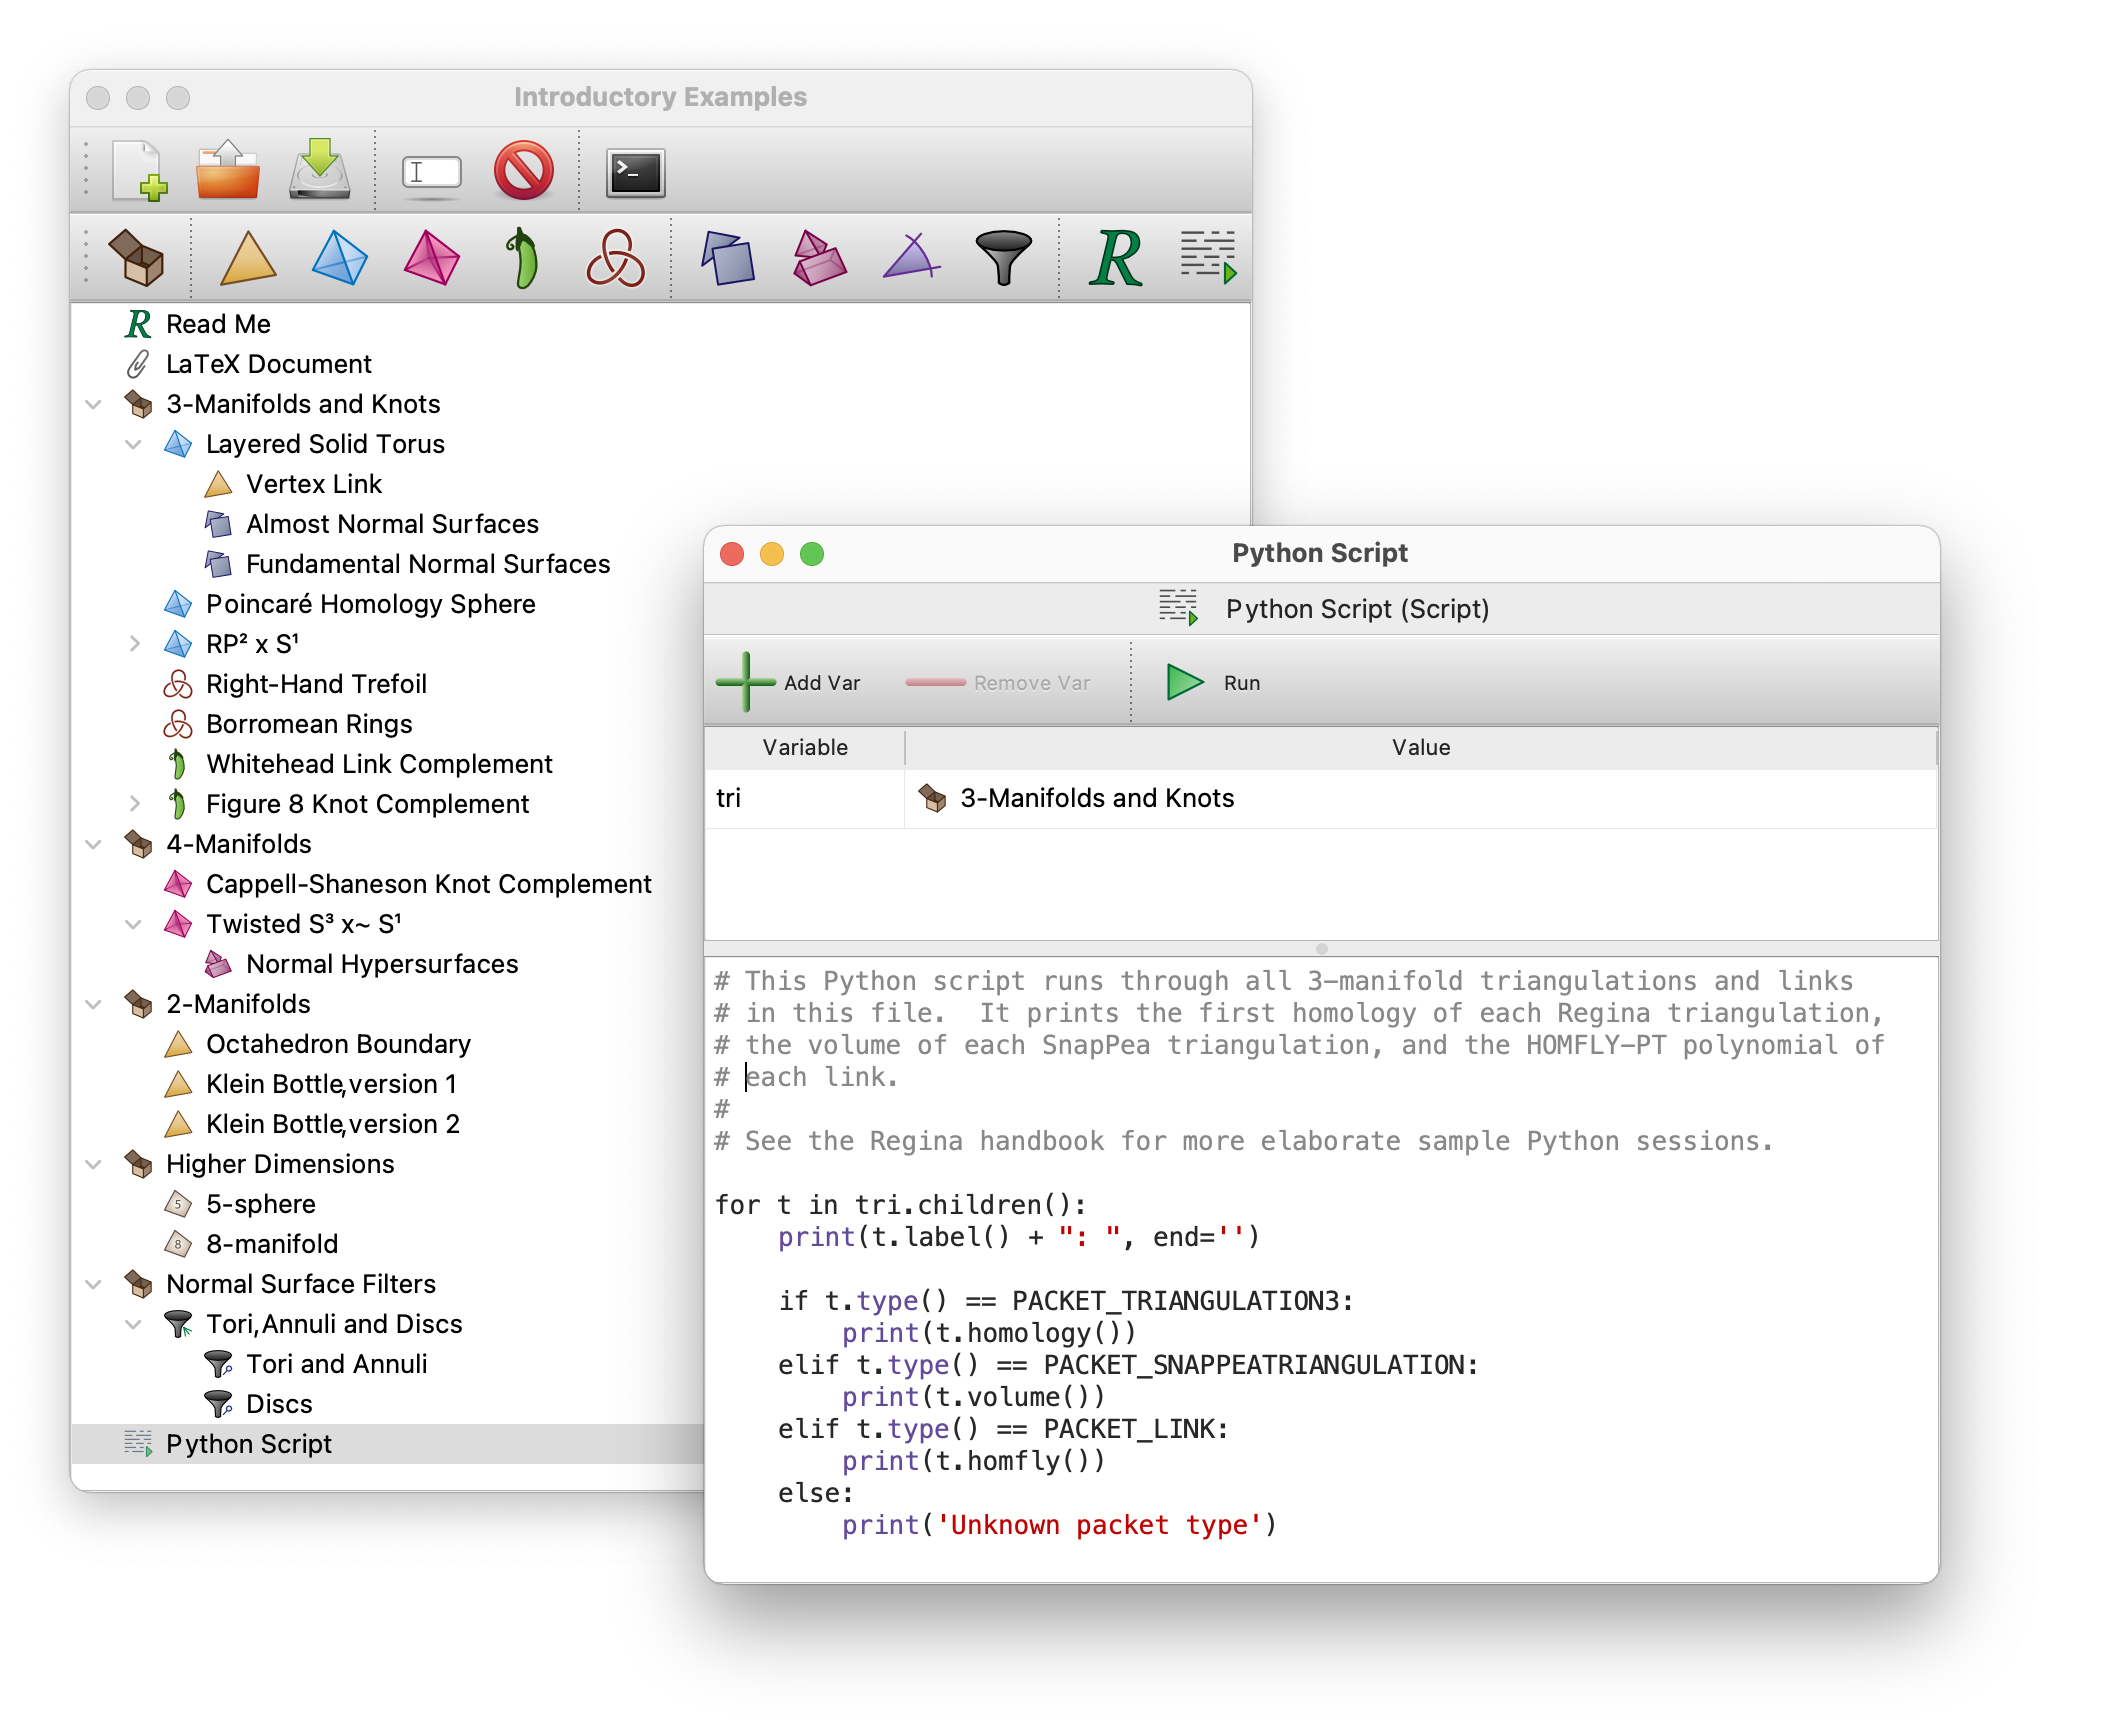 Introductory Examples
Read Me
LaTeX Document
3-Manifolds and Knots
Layered Solid Torus
Vertex Link
Almost Normal Surfaces
Fundamental Normal Surfaces
Poincaré Homology Sphere
RP² x S¹
Right-Hand Trefoil
Borromean Rings
Whitehead Link Complement
Figure 8 Knot Complement
4-Manifolds
Cappell-Shaneson Knot Complement
Twisted S³ x~ S¹
Normal Hypersurfaces
2-Manifolds
Octahedron Boundary
Klein Bottle, version 1
Klein Bottle, version 2
Higher Dimensions
5 5-sphere
8 8-manifold
Normal Surface Filters
Tori, Annuli and Discs
Tori and Annuli
Discs
Python Script
Python Script
Python Script (Script)
Add Var Remove Var Run
Variable Value
tri 3-Manifolds and Knots
# This Python script runs through all 3-manifold triangulations and links
# in this file.  It prints the first homology of each Regina triangulation,
# the volume of each SnapPea triangulation, and the HOMFLY-PT polynomial of
# each link.
#
# See the Regina handbook for more elaborate sample Python sessions.
for t in tri.children():
    print(t.label() + ": ", end='')
    if t.type() == PACKET_TRIANGULATION3:
        print(t.homology())
    elif t.type() == PACKET_SNAPPEATRIANGULATION:
        print(t.volume())
    elif t.type() == PACKET_LINK:
        print(t.homfly())
    else:
        print('Unknown packet type')